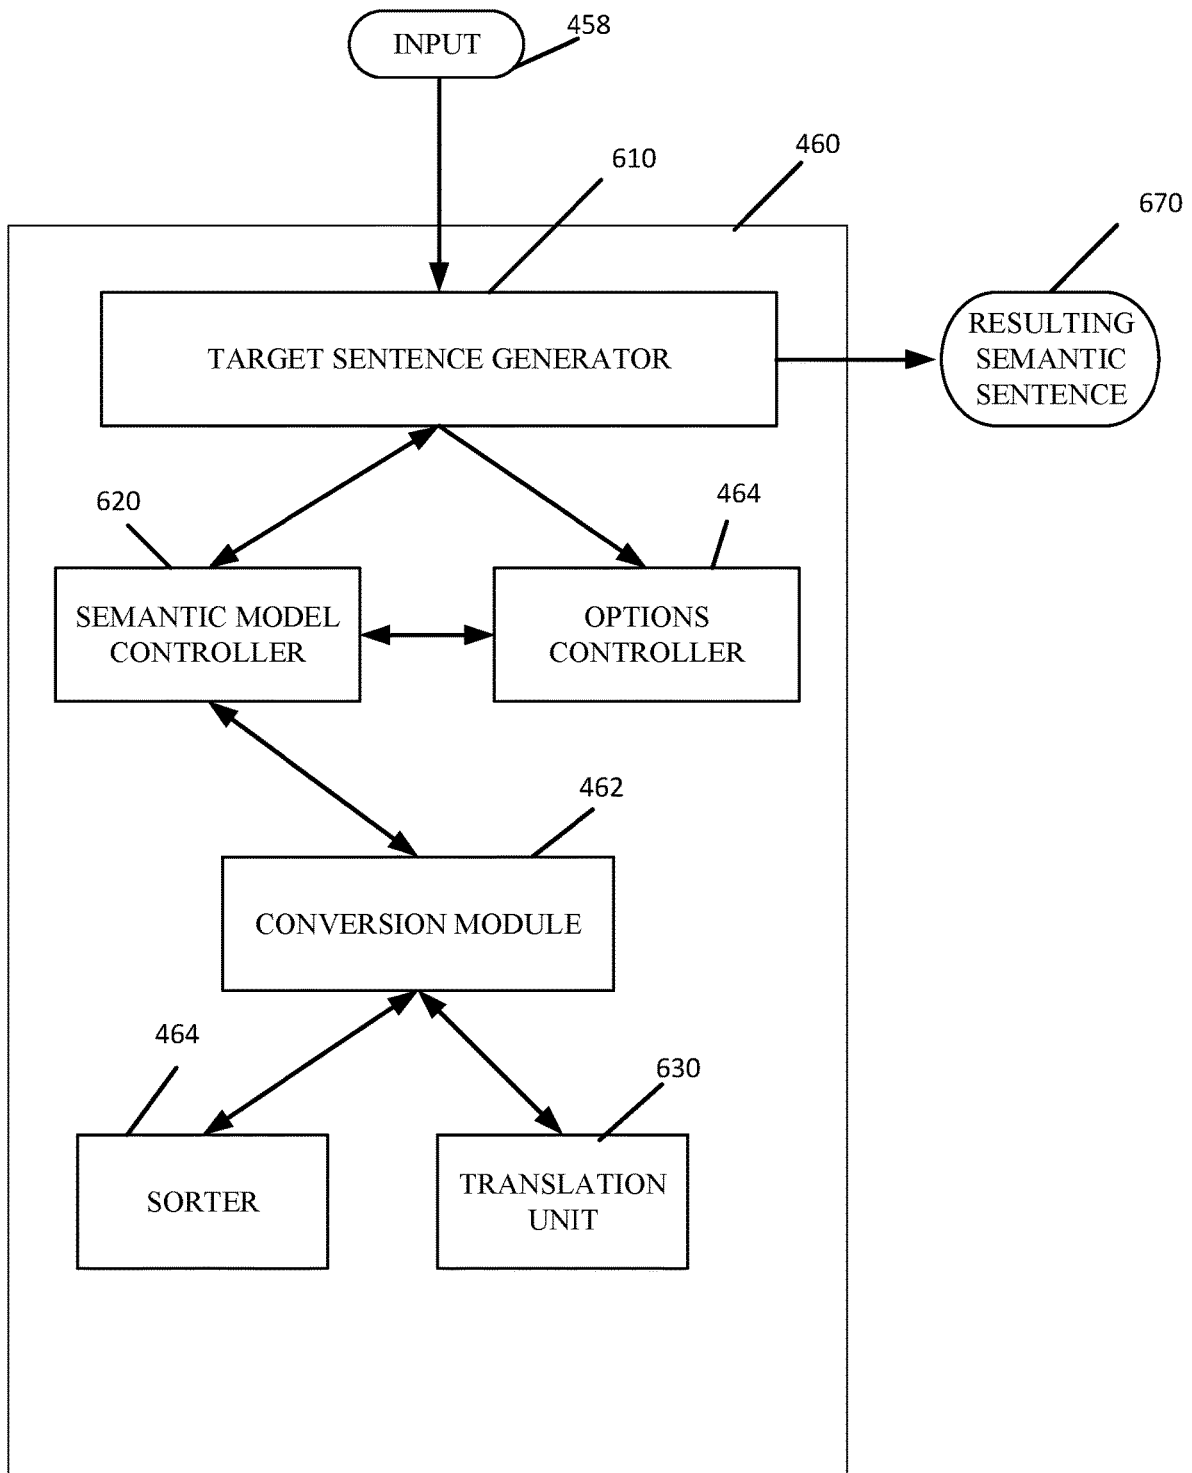 INPUT
458
460
610
670
TARGET SENTENCE GENERATOR
RESULTING
SEMANTIC
SENTENCE
620
464
SEMANTIC MODEL
CONTROLLER
OPTIONS
CONTROLLER
462
CONVERSION MODULE
464
630
SORTER
TRANSLATION
UNIT